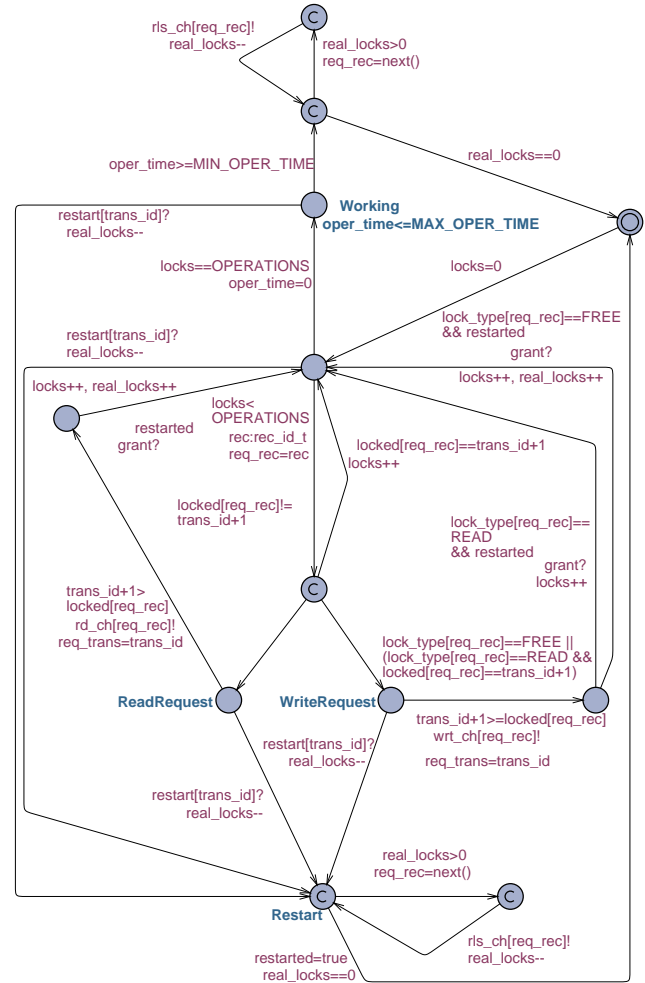 C
rls_ch[req_rec]!
real_locks--
real_locks>0
req_rec=next()
C
real_locks==0
oper_time>=MIN_OPER_TIME
Working
oper_time<=MAX_OPER_TIME
restart[trans_id]?
real_locks--
locks==OPERATIONS
oper_time=0
locks=0
lock_type[req_rec]==FREE
&& restarted
grant?
locks++, real_locks++
restart[trans_id]?
real_locks--
locks++, real_locks++
restarted
grant?
locks<
OPERATIONS
rec:rec_id_t
req_rec=rec
locked[req_rec]==trans_id+1
locks++
locked[req_rec]!=
trans_id+1
lock_type[req_rec]==
READ
&& restarted
grant?
locks++
C
trans_id+1>
locked[req_rec]
rd_ch[req_rec]!
req_trans=trans_id
lock_type[req_rec]==FREE ||
(lock_type[req_rec]==READ &&
locked[req_rec]==trans_id+1)
ReadRequest
WriteRequest
trans_id+1>=locked[req_rec]
wrt_ch[req_rec]!
req_trans=trans_id
restart[trans_id]?
real_locks--
restart[trans_id]?
real_locks--
real_locks>0
req_rec=next()
C
C
Restart
rls_ch[req_rec]!
real_locks--
restarted=true
real_locks==0